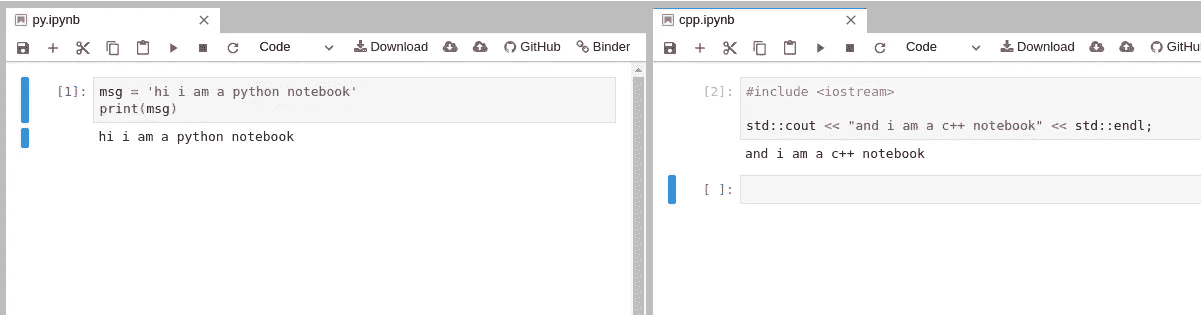 py.ipynb
Code
Download
GitHub
Binder
[1]:
msg = 'hi i am a python notebook'
print(msg)
hi i am a python notebook
cpp.ipynb
Code
Download
GitHu
[2]:
#include <iostream>
std::cout << "and i am a c++ notebook" << std::endl;
and i am a c++ notebook
[ ]: